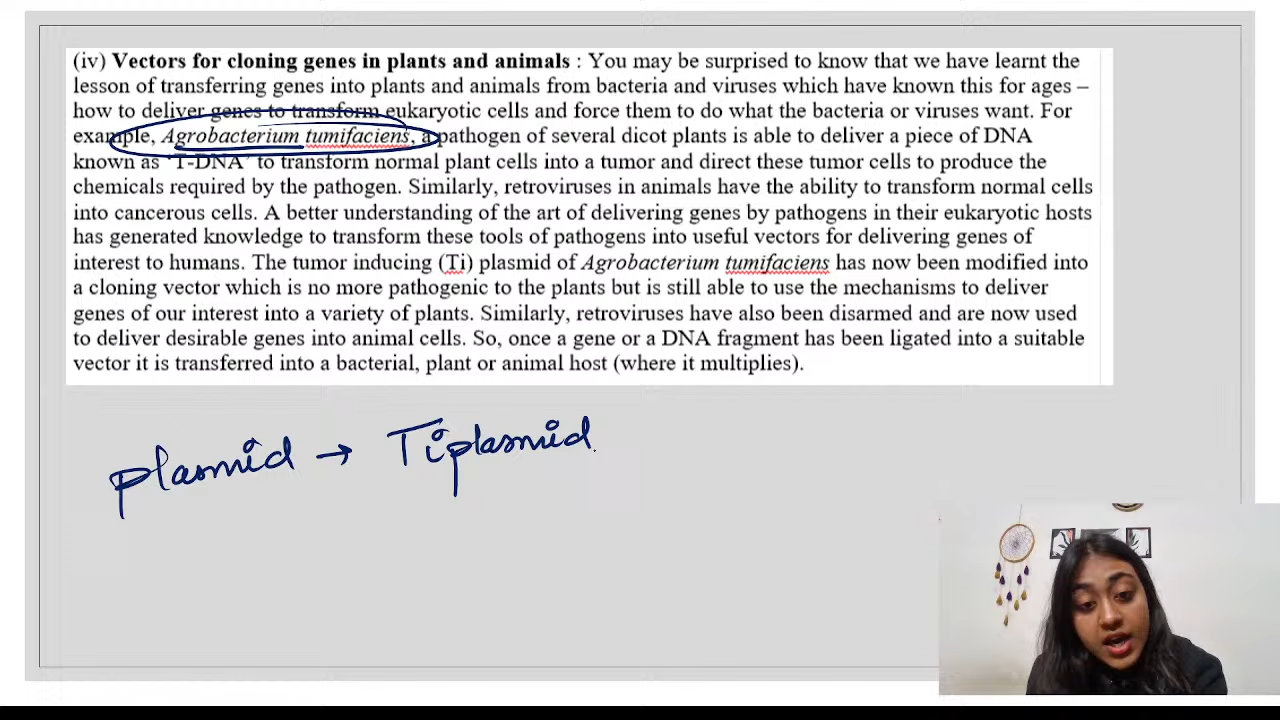 (iv) Vectors for cloning genes in plants and animals : You may be surprised to know that we have learnt the
lesson of transferring genes into plants and animals from bacteria and viruses which have known this for ages –
how to deliver genes to transform eukaryotic cells and force them to do what the bacteria or viruses want. For
example, Agrobacterium tumifaciens, a pathogen of several dicot plants is able to deliver a piece of DNA
known as ‘T-DNA’ to transform normal plant cells into a tumor and direct these tumor cells to produce the
chemicals required by the pathogen. Similarly, retroviruses in animals have the ability to transform normal cells
into cancerous cells. A better understanding of the art of delivering genes by pathogens in their eukaryotic hosts
has generated knowledge to transform these tools of pathogens into useful vectors for delivering genes of
interest to humans. The tumor inducing (Ti) plasmid of Agrobacterium tumifaciens has now been modified into
a cloning vector which is no more pathogenic to the plants but is still able to use the mechanisms to deliver
genes of our interest into a variety of plants. Similarly, retroviruses have also been disarmed and are now used
to deliver desirable genes into animal cells. So, once a gene or a DNA fragment has been ligated into a suitable
vector it is transferred into a bacterial, plant or animal host (where it multiplies).
plasmid → Tiplasmid